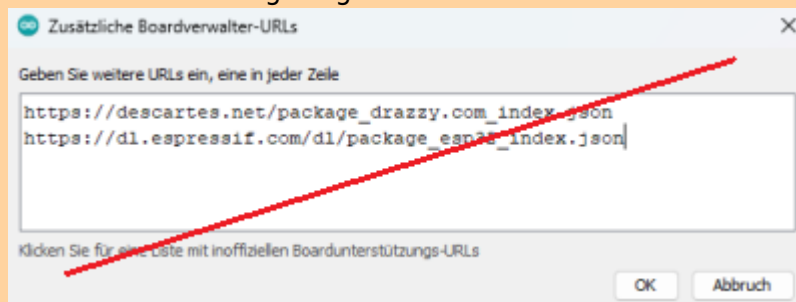 Zusätzliche Boardverwalter-URLs
Geben Sie weitere URLs ein, eine in jeder Zeile
https://descartes.net/package_drazzy.com_index.json
https://dl.espressif.com/dl/package_esp32_index.json
Klicken Sie für eine Liste mit inoffiziellen Boardunterstützungs-URLs
OK Abbruch